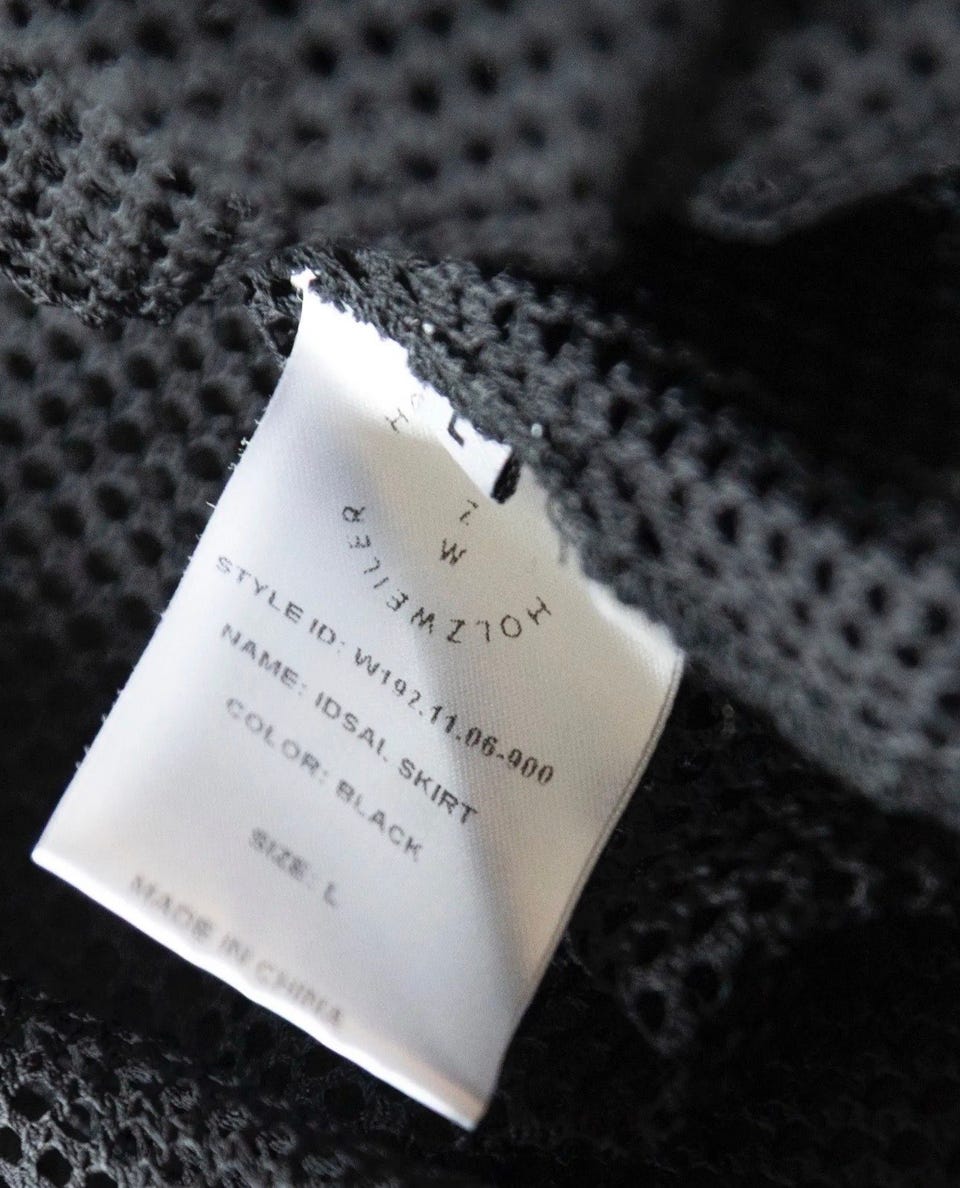 HOLZWEILER
STYLE ID: W192.11.06-900
NAME: IDSAL SKIRT
COLOR: BLACK
SIZE: L
MADE IN CHINA